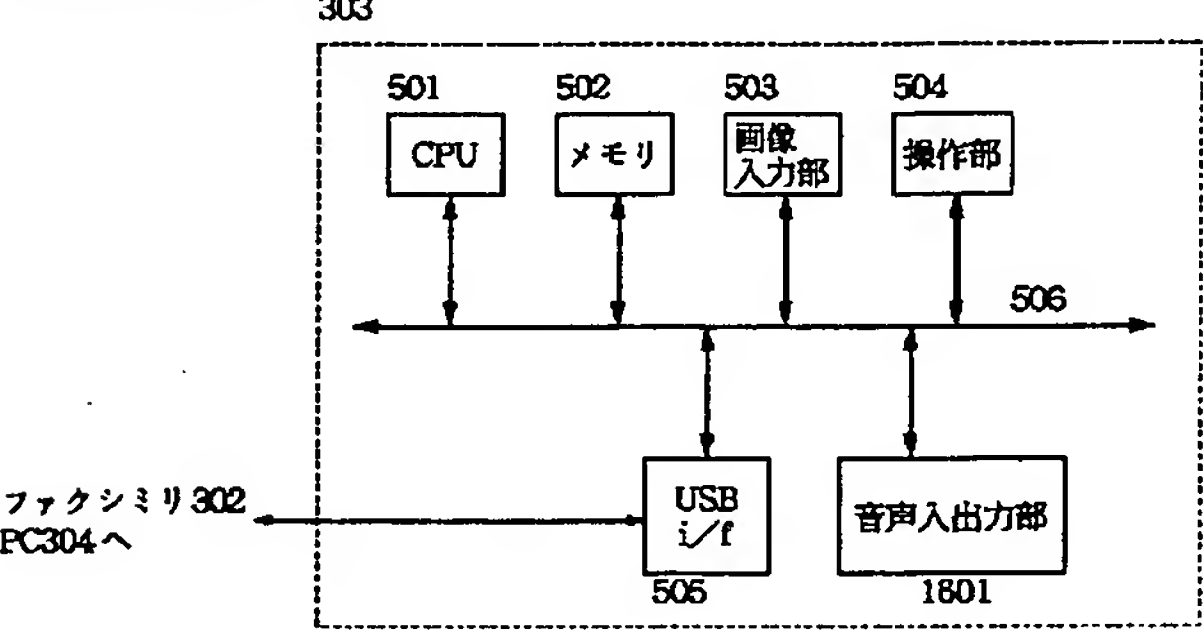 303
501
502
503
504
CPU
メモリ
画像
入力部
操作部
506
ファクシミリ302
PC304へ
USB
i/f
音声入出力部
505
1601